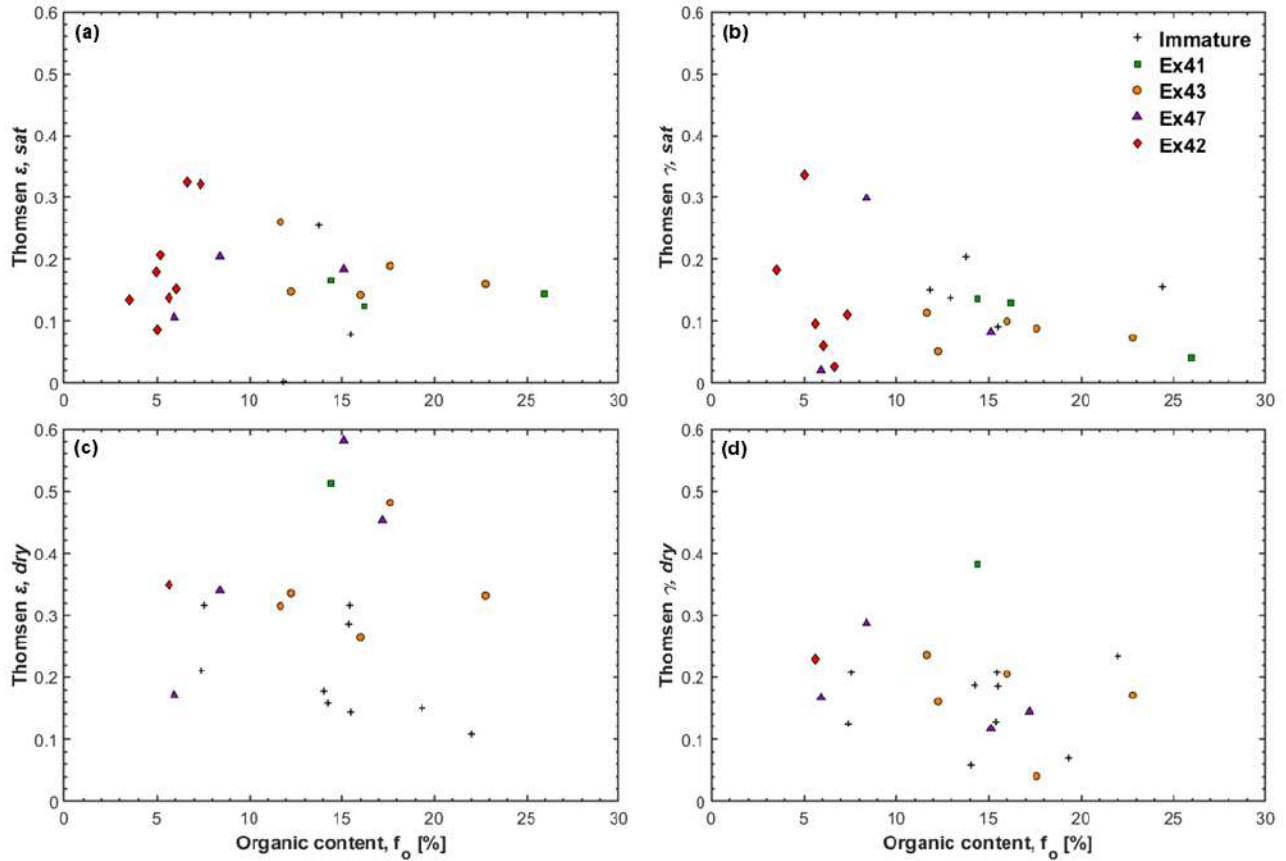 (a)
Thomsen ε, sat
0.6
0.5
0.4
0.3
0.2
0.1
0
0 5 10 15 20 25 30
(b)
Thomsen γ, sat
0.6
0.5
0.4
0.3
0.2
0.1
0
0 5 10 15 20 25 30
Immature
Ex41
Ex43
Ex47
Ex42
(c)
Thomsen ε, dry
0.6
0.5
0.4
0.3
0.2
0.1
0
0 5 10 15 20 25 30
Organic content, f_o [%]
(d)
Thomsen γ, dry
0.6
0.5
0.4
0.3
0.2
0.1
0
0 5 10 15 20 25 30
Organic content, f_o [%]